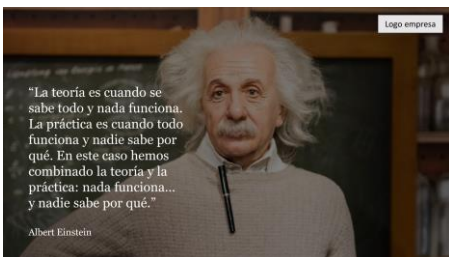 Logo empresa
“La teoría es cuando se
sabe todo y nada funciona.
La práctica es cuando todo
funciona y nadie sabe por
qué. En este caso hemos
combinado la teoría y la
práctica: nada funciona...
y nadie sabe por qué.”
Albert Einstein